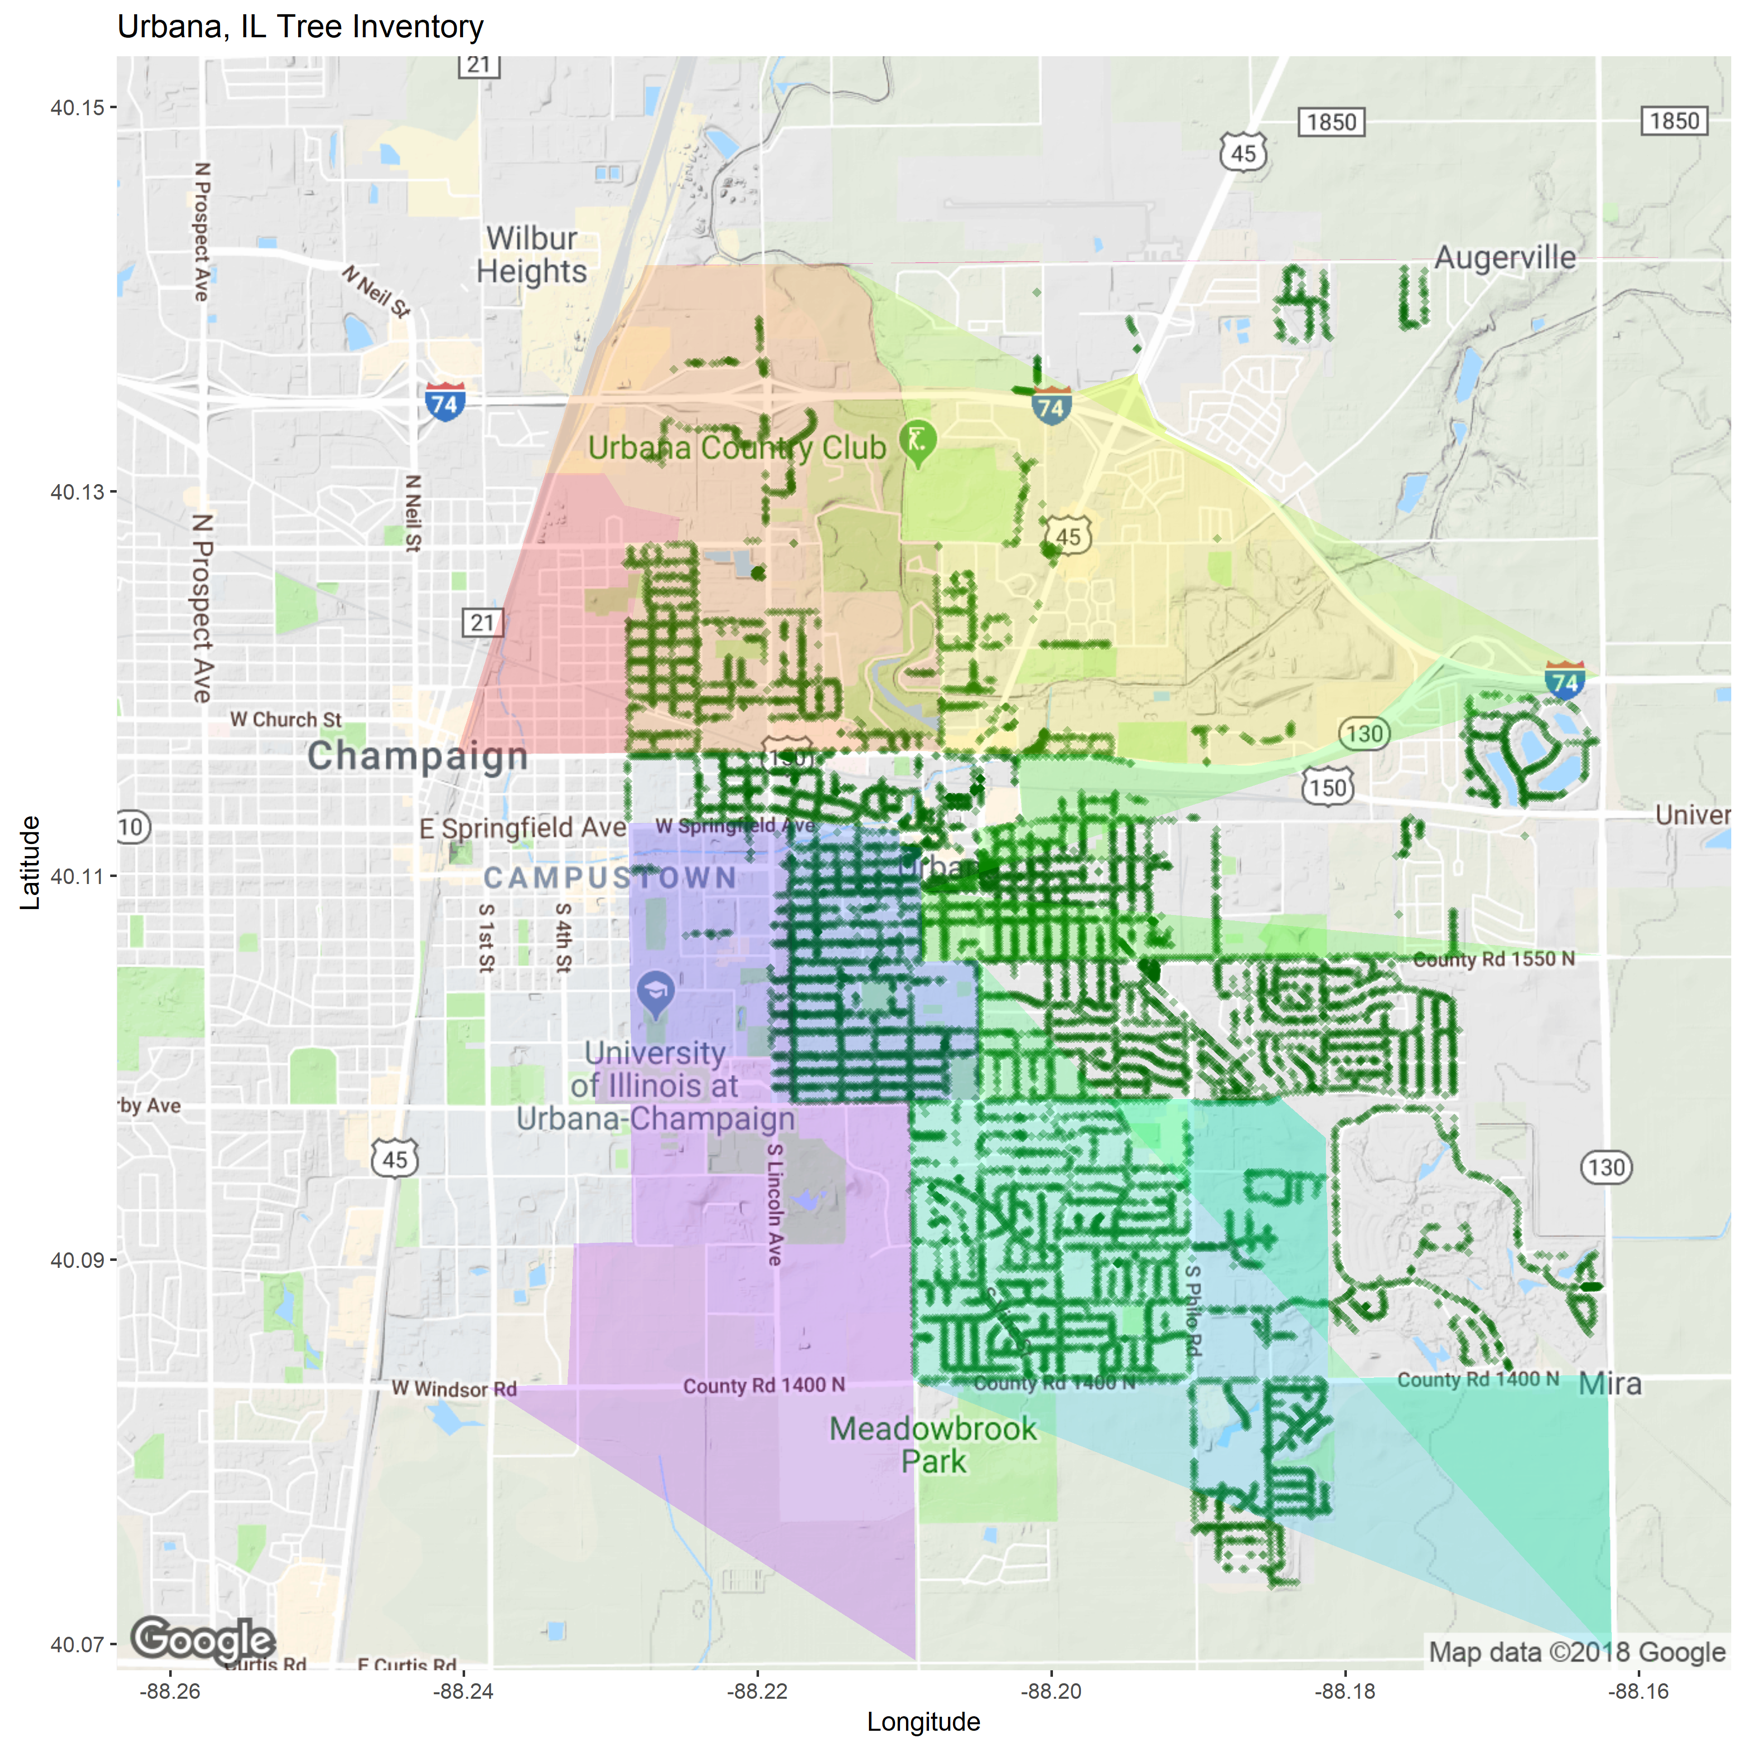 Urbana, IL Tree Inventory
21
40.15
1850
1850
45
N Prospect Ave
Wilbur
Heights
Augerville
N Neil St
74
74
Urbana Country Club
40.13
N Neil St
N Prospect Ave
45
21
74
W Church St
130
Champaign
150
150
10
E Springfield Ave
W Springfield Ave
Univer
Latitude
40.11
CAMPUSTOWN
Urbana
S 1st St
S 4th St
County Rd 1550 N
University
of Illinois at
Urbana-Champaign
rby Ave
45
S Lincoln Ave
130
40.09
S Philo Rd
W Windsor Rd
County Rd 1400 N
County Rd 1400 N
County Rd 1400 N
Mira
Meadowbrook
Park
40.07
Google
Map data ©2018 Google
Curtis Rd
E Curtis Rd
-88.26
-88.24
-88.22
-88.20
-88.18
-88.16
Longitude